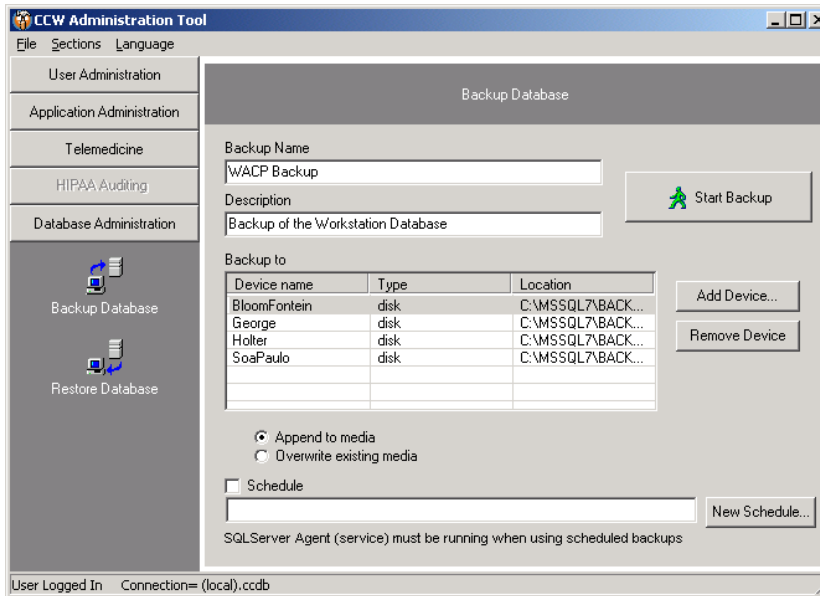 CCW Administration Tool
File Sections Language
User Administration
Application Administration
Telemedicine
HIPAA Auditing
Database Administration
Backup Database
Restore Database
Backup Database
Backup Name
WACP Backup
Start Backup
Description
Backup of the Workstation Database
Backup to
Device name Type Location
BloomFontein disk C:\MSSQL7\BACK...
George disk C:\MSSQL7\BACK...
Holter disk C:\MSSQL7\BACK...
SoaPaulo disk C:\MSSQL7\BACK...
Add Device...
Remove Device
Append to media
Overwrite existing media
Schedule
New Schedule...
SQLServer Agent (service) must be running when using scheduled backups
User Logged In Connection= (local).ccdb